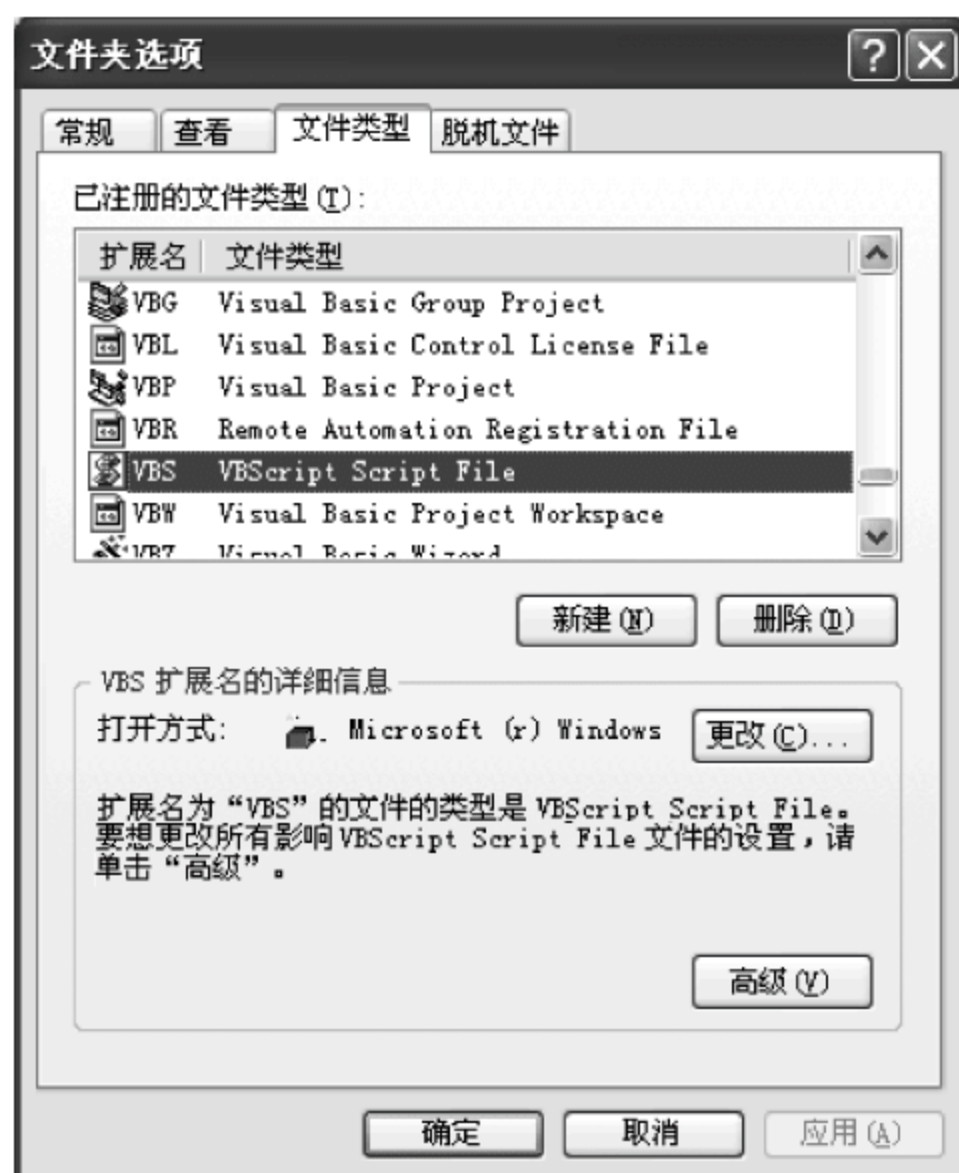 文件夹选项
常规 查看 文件类型 脱机文件
已注册的文件类型(T):
扩展名 文件类型
VBG Visual Basic Group Project
VBL Visual Basic Control License File
VBP Visual Basic Project
VBR Remote Automation Registration File
VBS VBScript Script File
VBW Visual Basic Project Workspace
VBZ Visual Basic Wizard
新建(N) 删除(D)
VBS 扩展名的详细信息
打开方式: Microsoft (r) Windows 更改(C)...
扩展名为“VBS”的文件的类型是 VBScript Script File。
要想更改所有影响 VBScript Script File 文件的设置，请
单击“高级”。
高级(V)
确定 取消 应用(A)